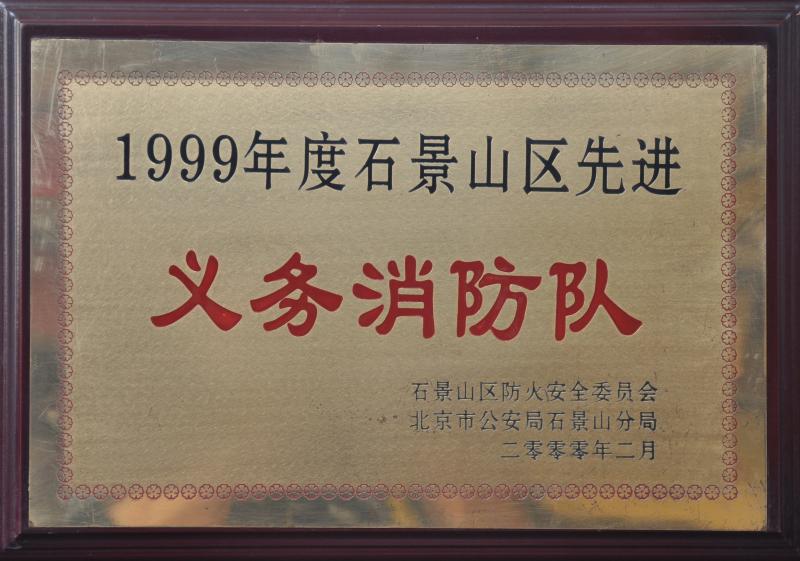 1999年度石景山区先进
义务消防队
石景山区防火安全委员会
北京市公安局石景山分局
二零零零年二月